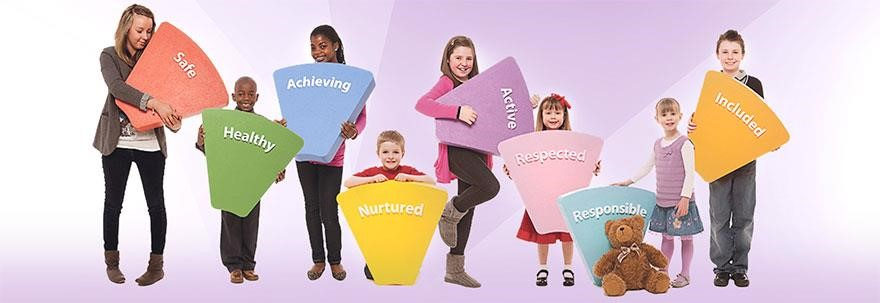 Safe
Healthy
Achieving
Nurtured
Active
Respected
Responsible
Included